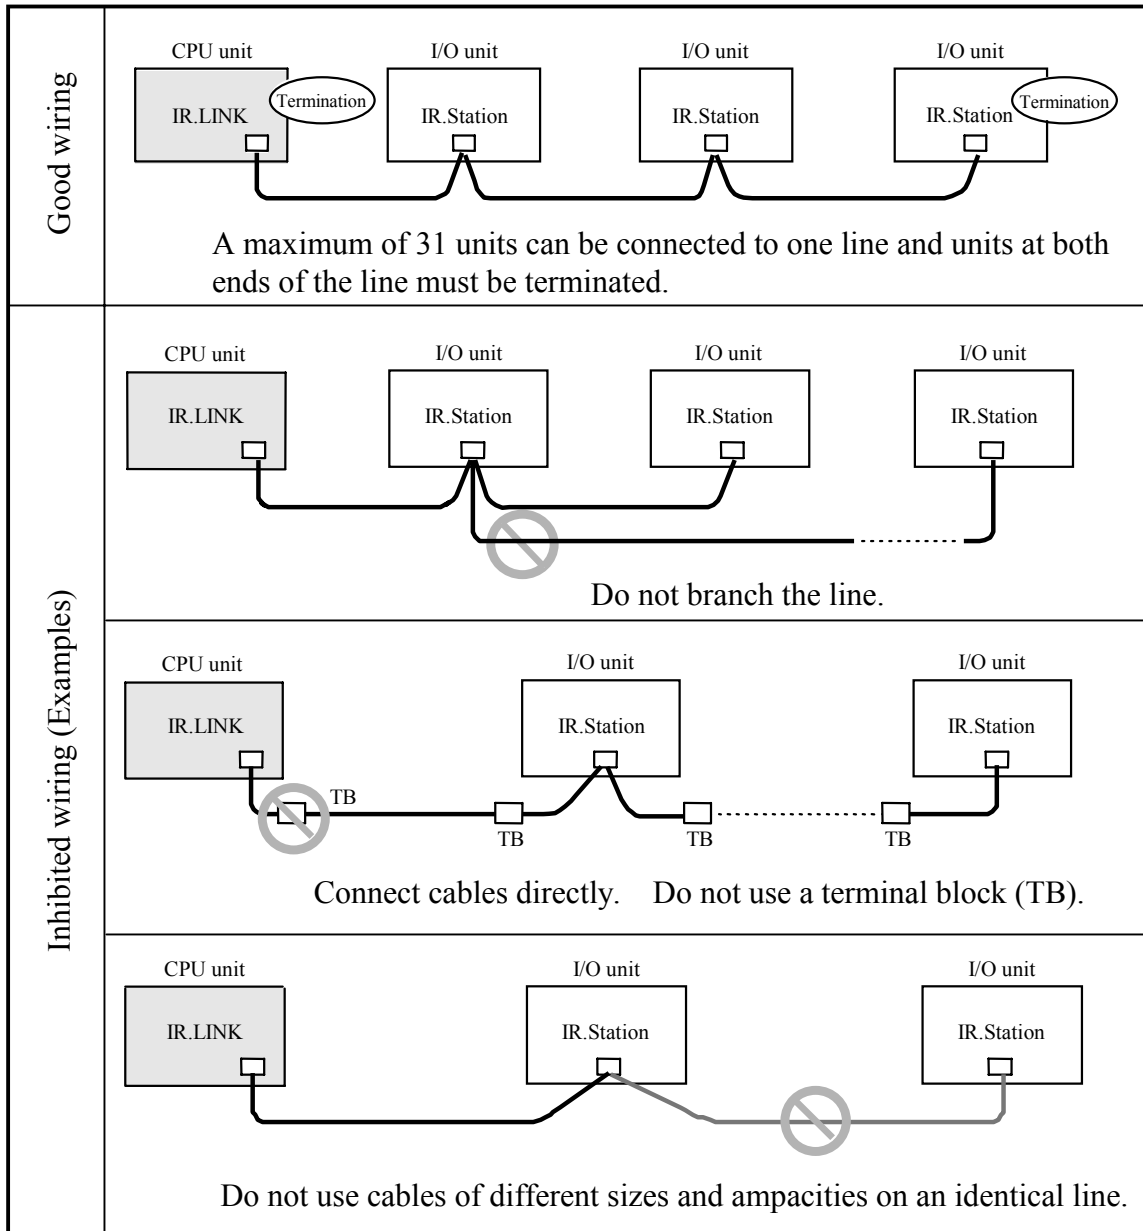 Good wiring
CPU unit
I/O unit
I/O unit
I/O unit
IR.LINK
Termination
IR.Station
IR.Station
IR.Station
Termination
A maximum of 31 units can be connected to one line and units at both
ends of the line must be terminated.
Inhibited wiring (Examples)
CPU unit
I/O unit
I/O unit
I/O unit
IR.LINK
IR.Station
IR.Station
IR.Station
Do not branch the line.
CPU unit
I/O unit
I/O unit
IR.LINK
IR.Station
IR.Station
TB
TB
TB
TB
Connect cables directly. Do not use a terminal block (TB).
CPU unit
I/O unit
I/O unit
IR.LINK
IR.Station
IR.Station
Do not use cables of different sizes and ampacities on an identical line.